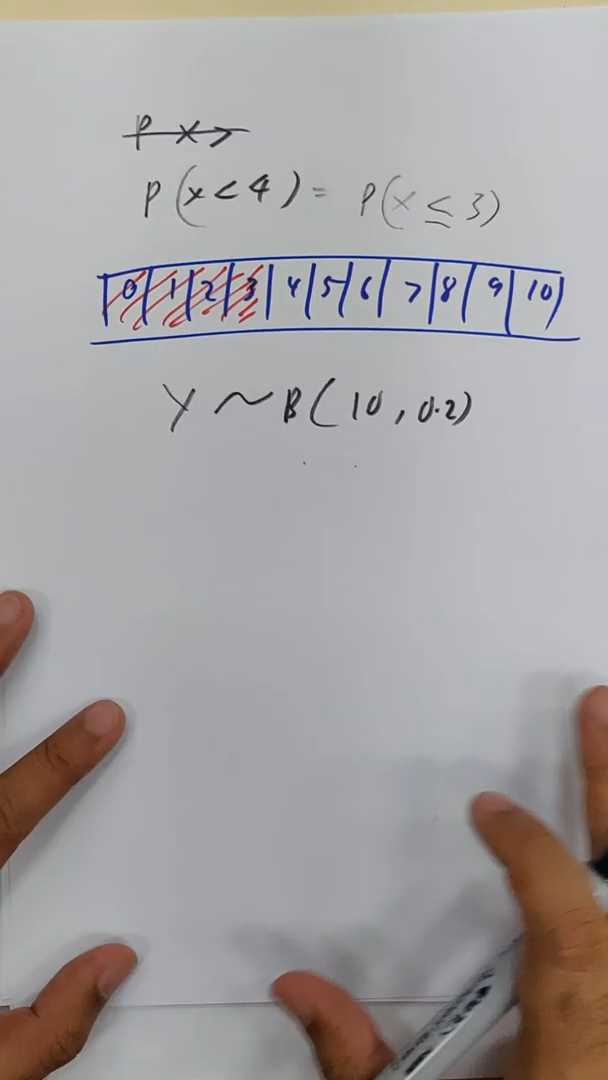 P X >
P(x<4) = P(X ≤ 3)
0 | 1 | 2 | 3 | 4 | 5 | 6 | 7 | 8 | 9 | 10
Y ~ B(10, 0.2)